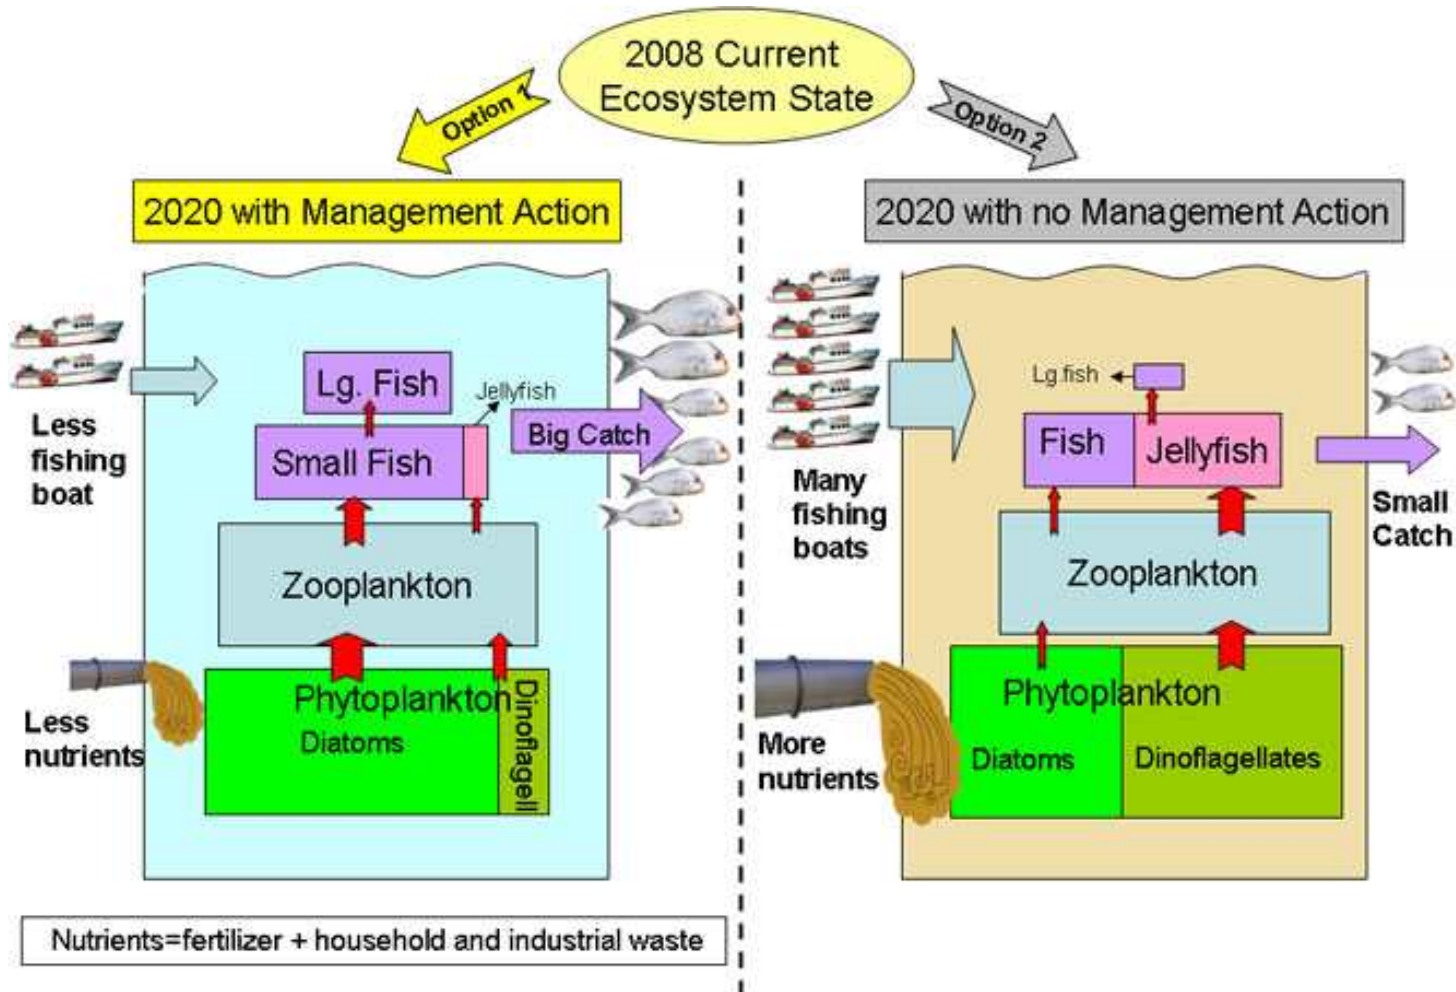 2008 Current
Ecosystem State
Option 1
Option 2
2020 with Management Action
2020 with no Management Action
Less
fishing
boat
Lg. Fish
Jellyfish
Small Fish
Big Catch
Zooplankton
Less
nutrients
Phytoplankton
Diatoms
Dinoflagell
Many
fishing
boats
Lg.fish
Fish
Jellyfish
Small
Catch
Zooplankton
More
nutrients
Phytoplankton
Diatoms
Dinoflagellates
Nutrients=fertilizer + household and industrial waste